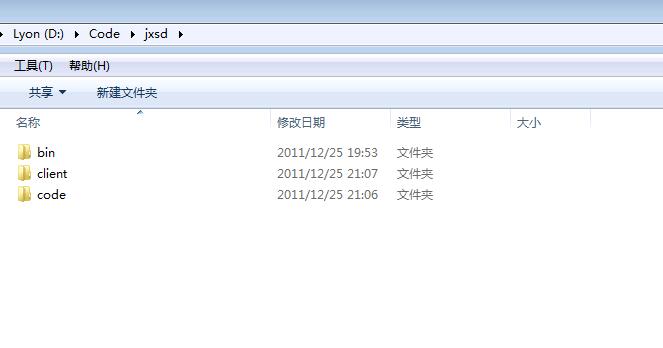 Lyon (D:) Code jxsd
工具(T) 帮助(H)
共享 新建文件夹
名称 修改日期 类型 大小
bin 2011/12/25 19:53 文件夹
client 2011/12/25 21:07 文件夹
code 2011/12/25 21:06 文件夹